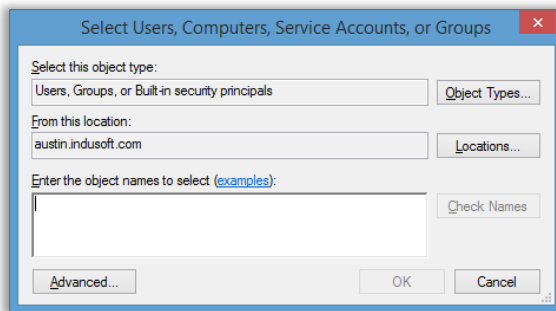 Select Users, Computers, Service Accounts, or Groups
Select this object type:
Users, Groups, or Built-in security principals
Object Types...
From this location:
austin.indusoft.com
Locations...
Enter the object names to select (examples):
Check Names
Advanced...
OK
Cancel